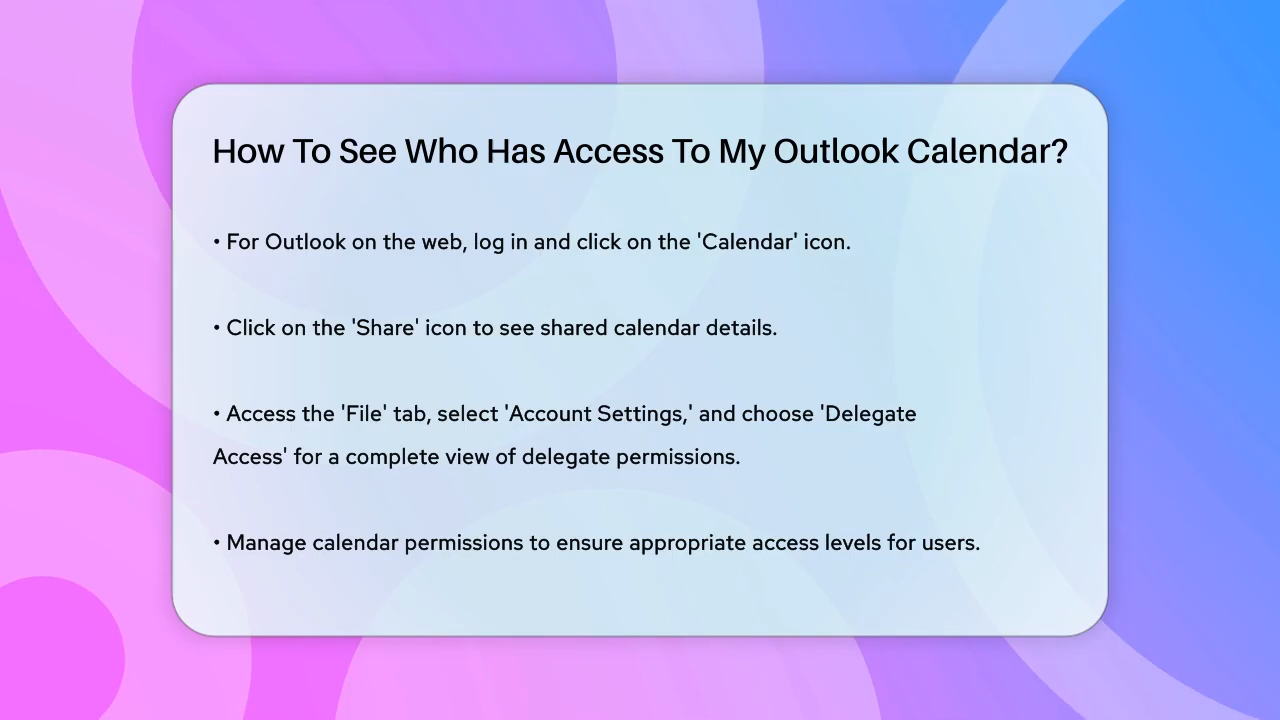 How To See Who Has Access To My Outlook Calendar?
• For Outlook on the web, log in and click on the 'Calendar' icon.
• Click on the 'Share' icon to see shared calendar details.
• Access the 'File' tab, select 'Account Settings,' and choose 'Delegate
Access' for a complete view of delegate permissions.
• Manage calendar permissions to ensure appropriate access levels for users.